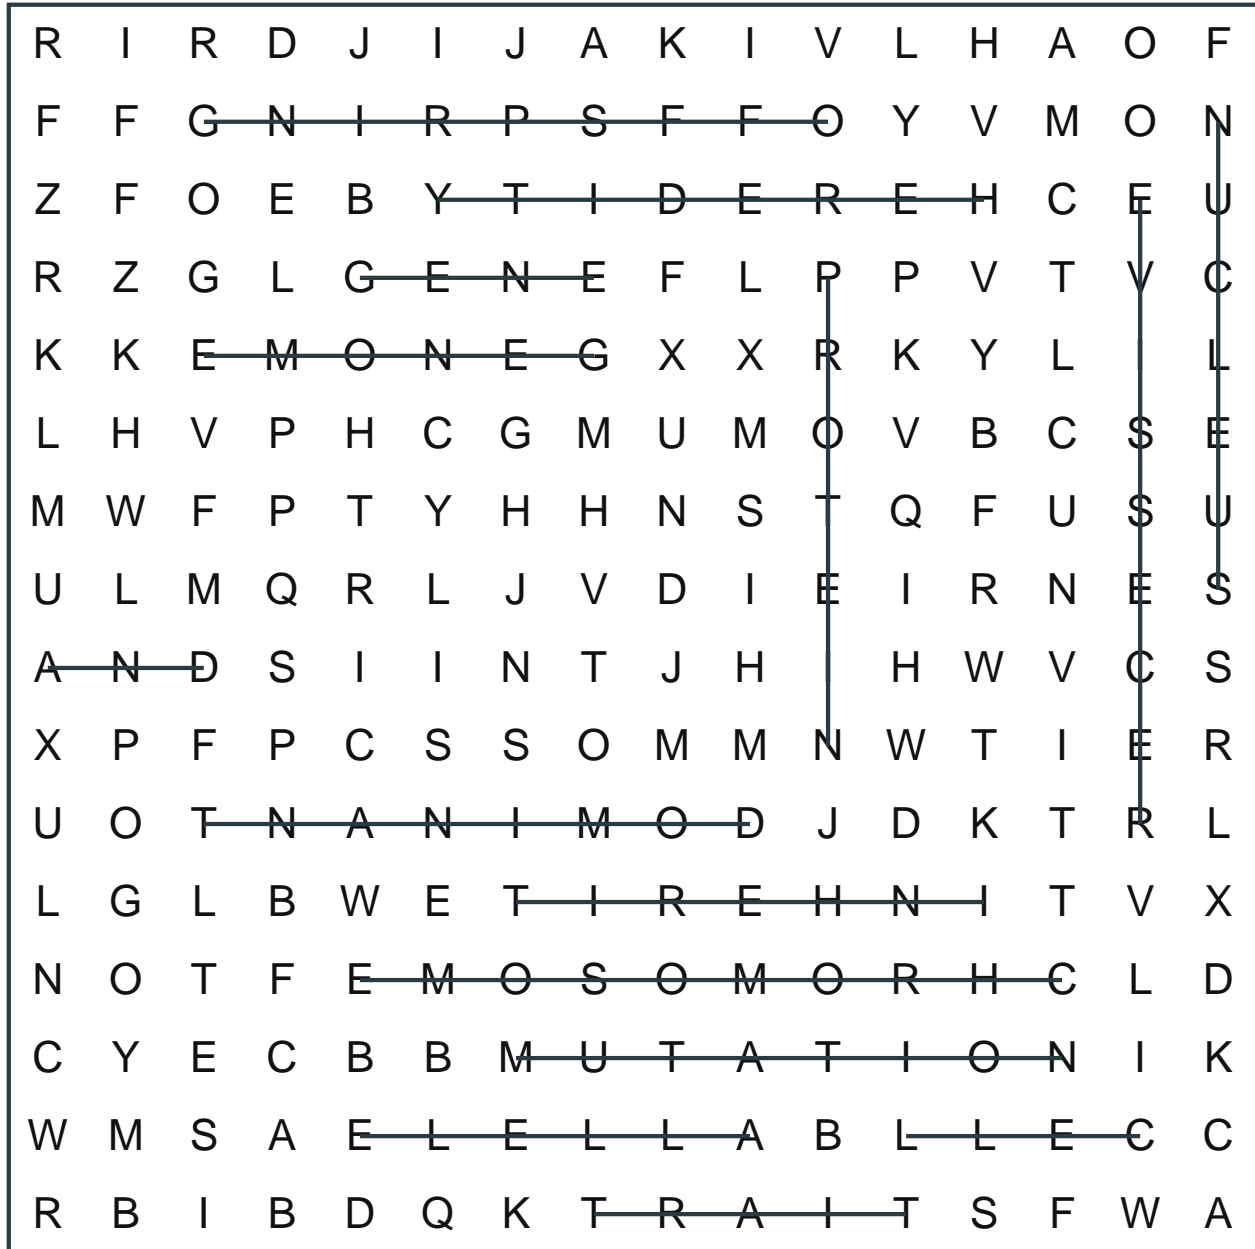 R I R D J I J A K I V L H A O F
F F G N I R P S F F O Y V M O N
Z F O E B Y T I D E R E H C E U
R Z G L G E N E F L P P V T V C
K K E M O N E G X X R K Y L I L
L H V P H C G M U M O V B C S E
M W F P T Y H H N S T Q F U S U
U L M Q R L J V D I E I R N E S
A N D S I I N T J H I H W V C S
X P F P C S S O M M N W T I E R
U O T N A N I M O D J D K T R L
L G L B W E T I R E H N I T V X
N O T F E M O S O M O R H C L D
C Y E C B B M U T A T I O N I K
W M S A E L E L L A B L L E C C
R B I B D Q K T R A I T S F W A